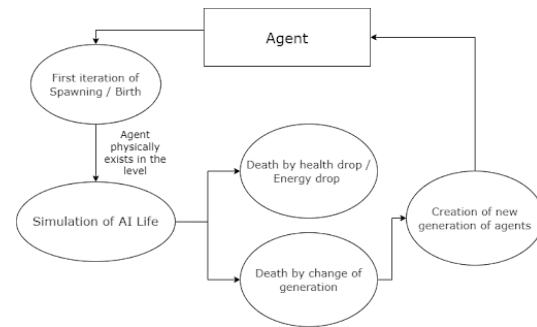 Agent
First iteration of
Spawning / Birth
Agent
physically
exists in the
level
Death by health drop /
Energy drop
Simulation of AI Life
Creation of new
generation of agents
Death by change of
generation